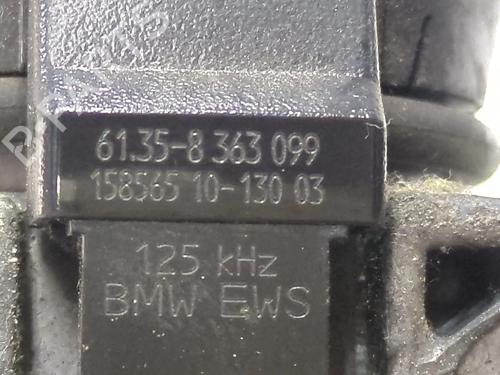 61.35-8 363 099
158565 10-130 03
125 kHz
BMW EWS